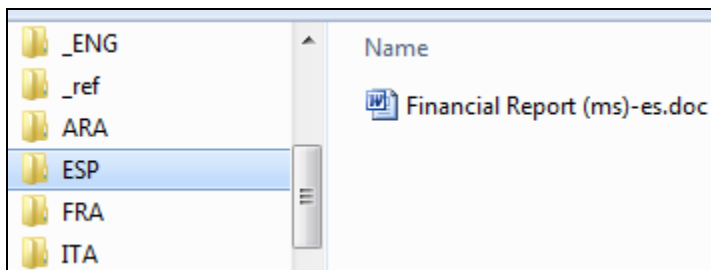 _ENG
_ref
ARA
ESP
FRA
ITA
Name
Financial Report (ms)-es.doc